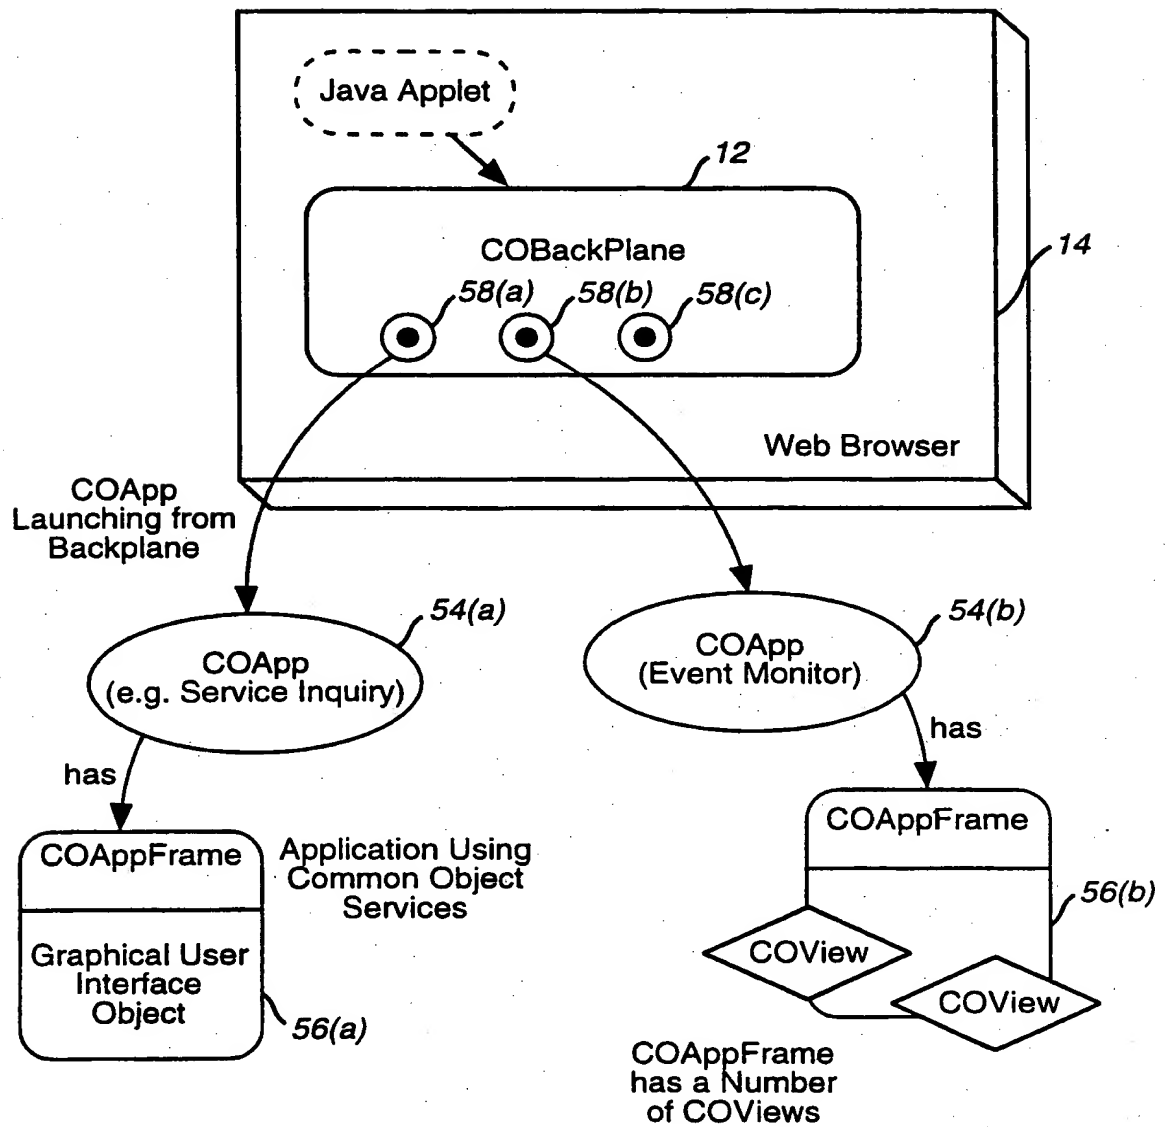 Java Applet
12
COBackPlane
14
58(a)
58(b)
58(c)
Web Browser
COApp
Launching from
Backplane
54(a)
54(b)
COApp
(e.g. Service Inquiry)
COApp
(Event Monitor)
has
has
COAppFrame
Application Using
Common Object
Services
COAppFrame
56(b)
Graphical User
Interface
Object
56(a)
COView
COView
COAppFrame
has a Number
of COViews